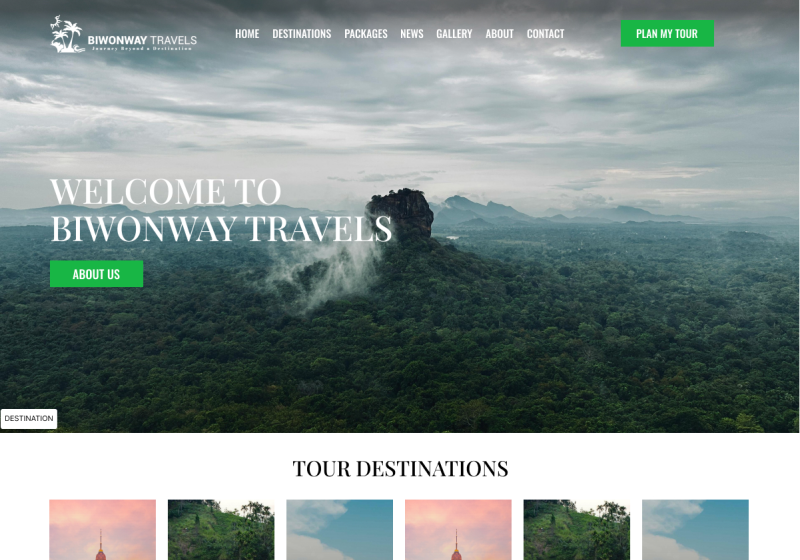 BIWONWAY TRAVELS
Journey Beyond a Destination
HOME DESTINATIONS PACKAGES NEWS GALLERY ABOUT CONTACT
PLAN MY TOUR
WELCOME TO
BIWONWAY TRAVELS
ABOUT US
DESTINATION
TOUR DESTINATIONS